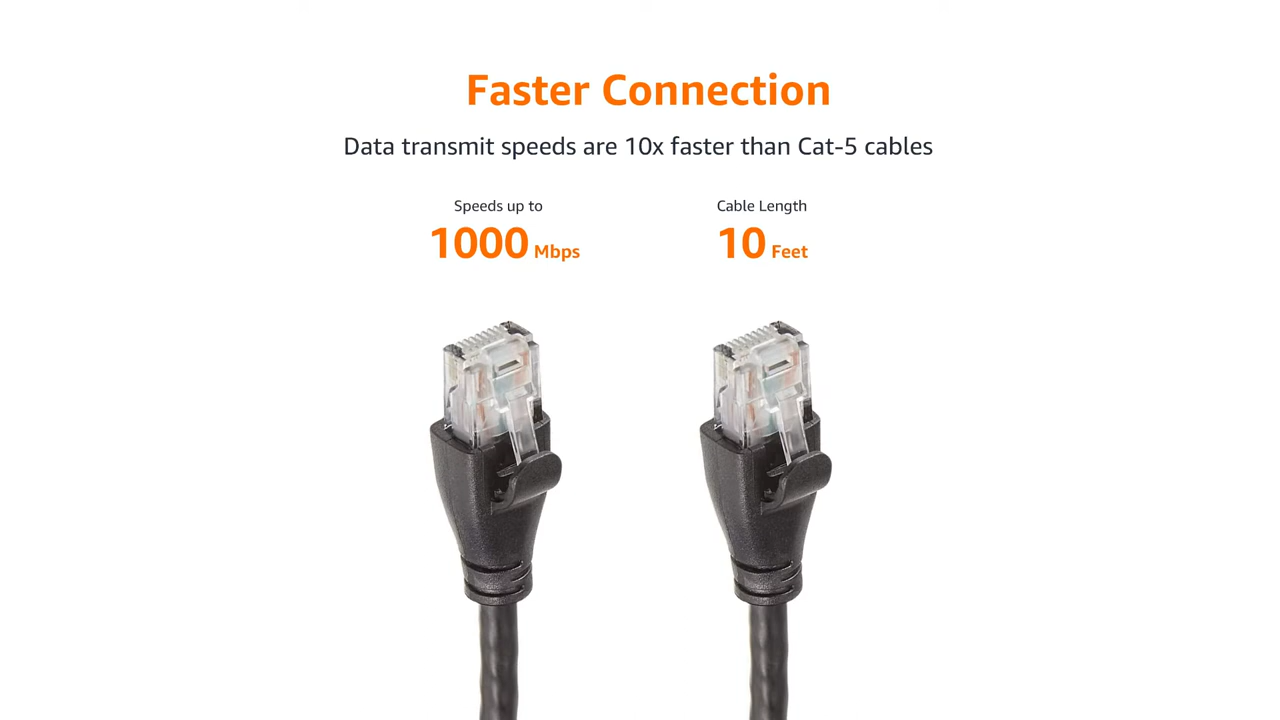 Faster Connection
Data transmit speeds are 10x faster than Cat-5 cables
Speeds up to
1000 Mbps
Cable Length
10 Feet